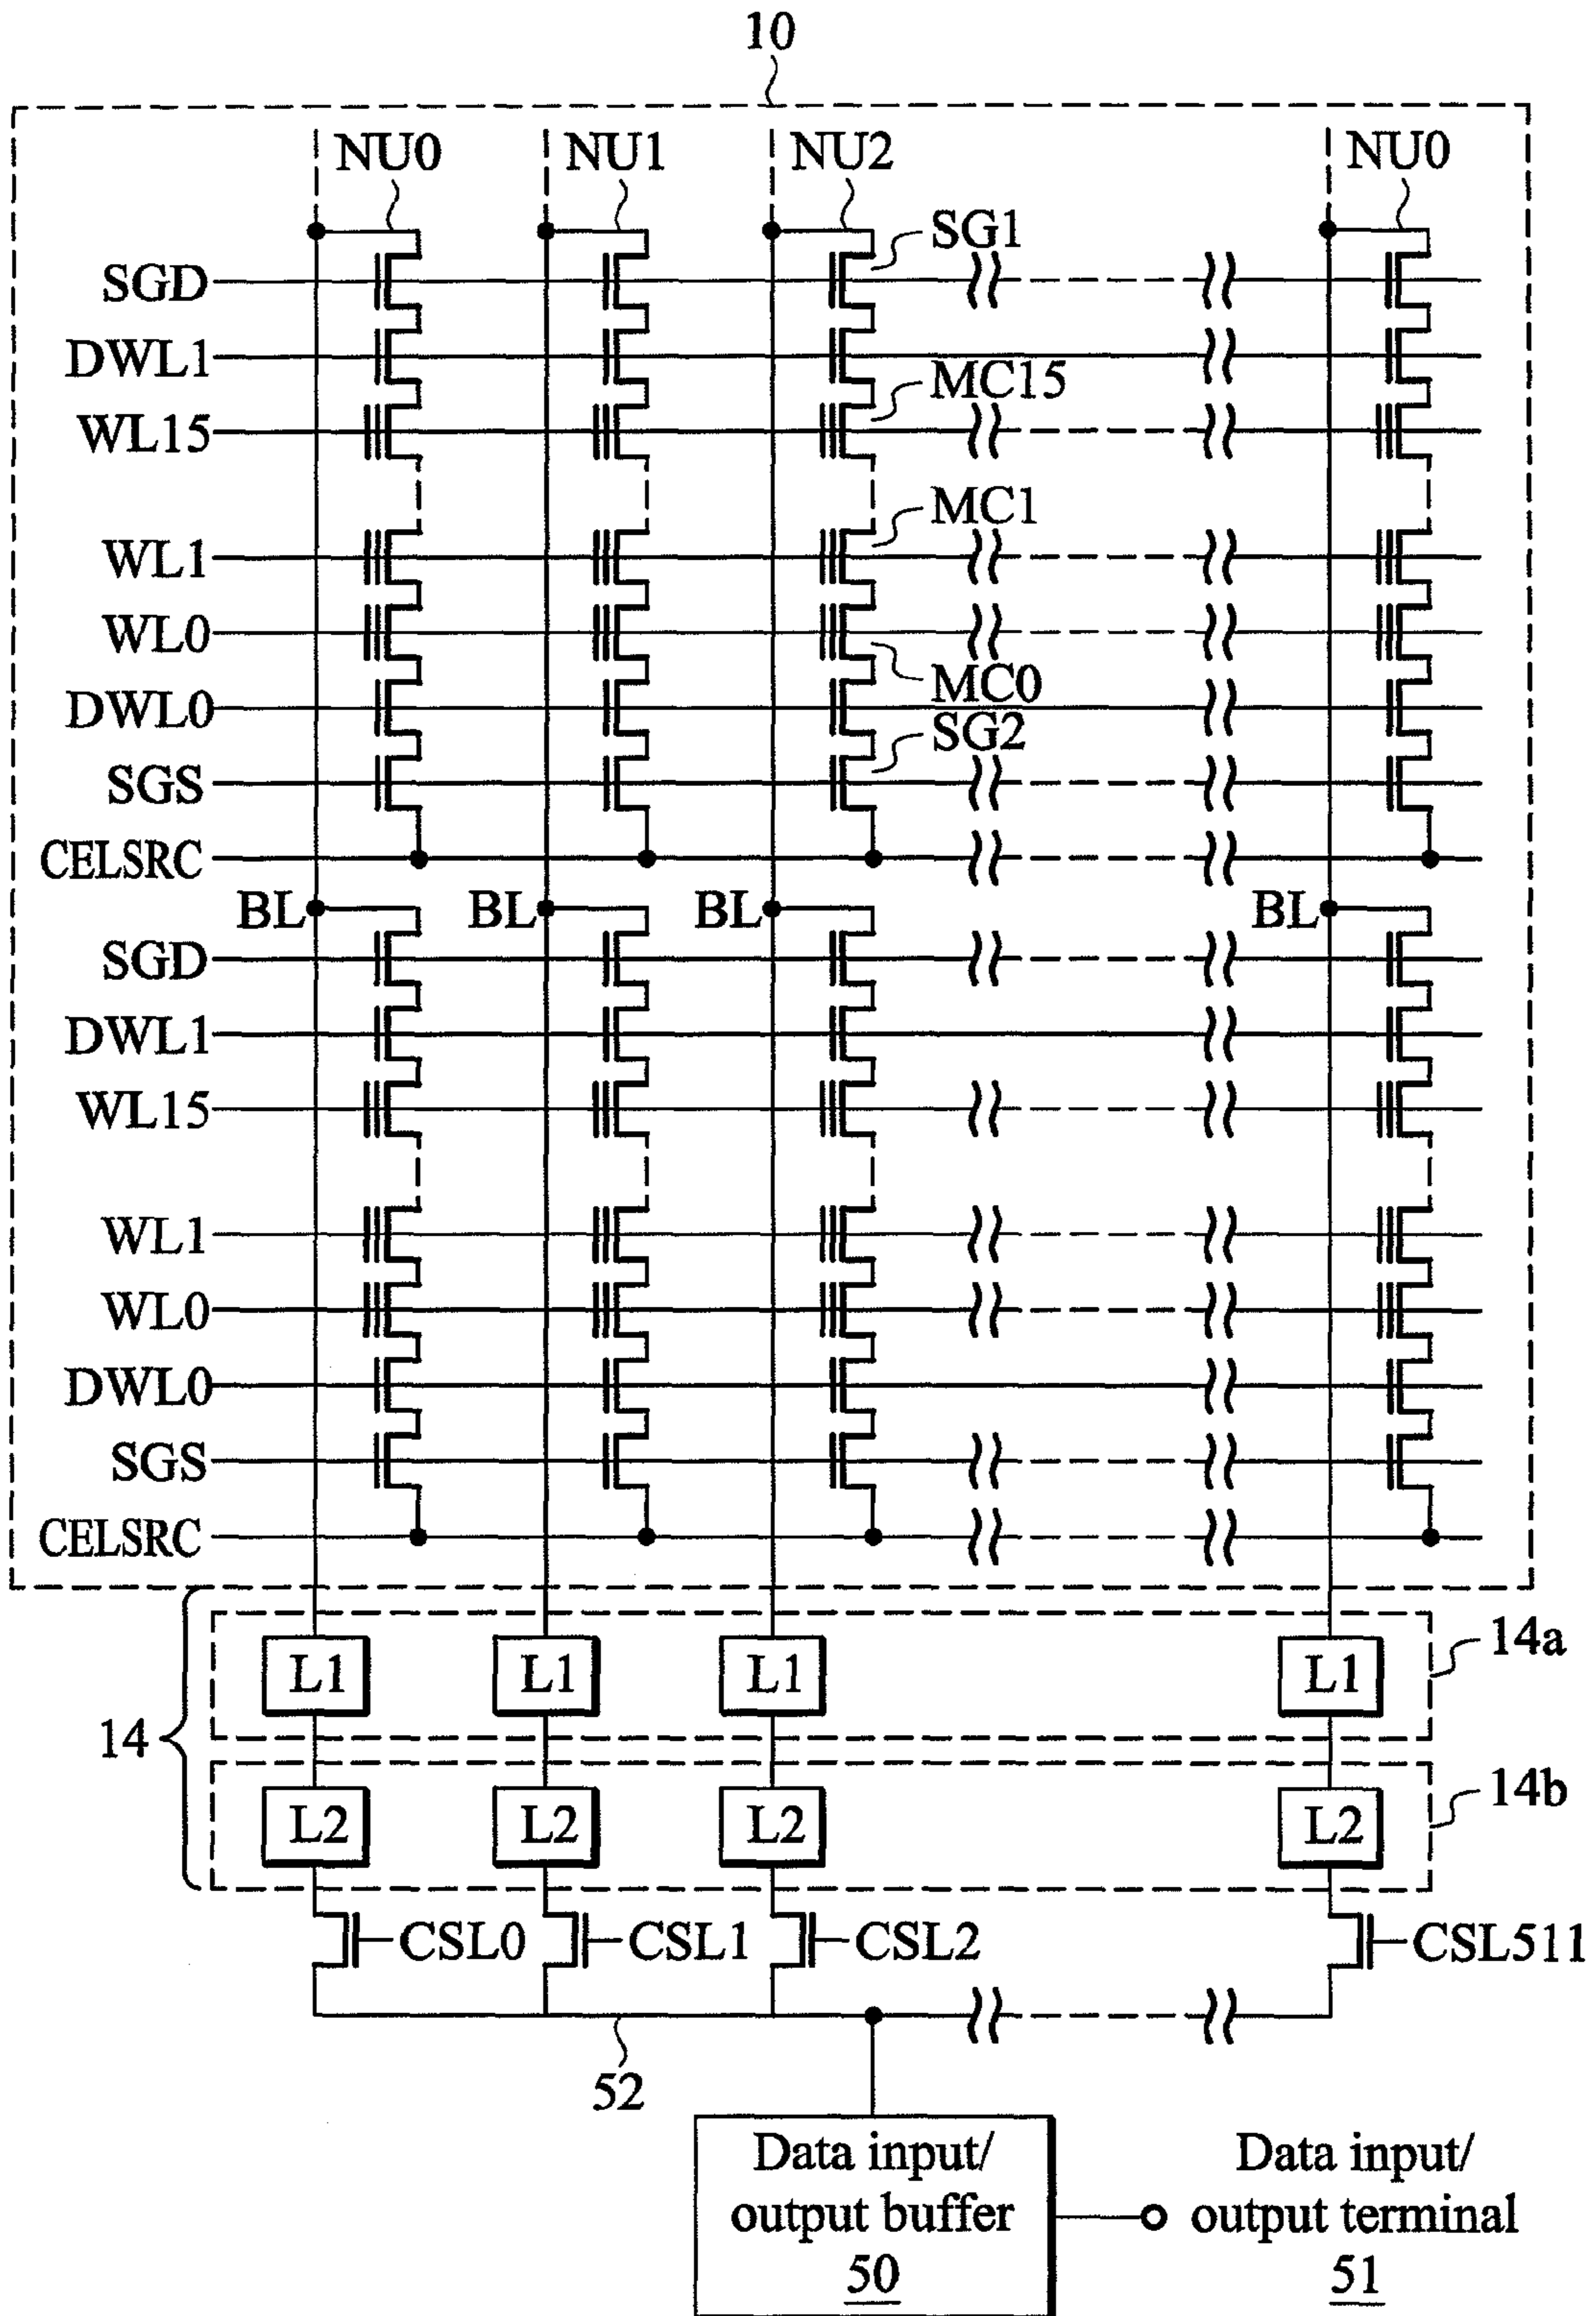 10
NU0 NU1 NU2 NU0
SG1
SGD
DWL1
MC15
WL15
MC1
WL1
WL0
MC0
DWL0
SG2
SGS
CELSRC
BL BL BL BL
SGD
DWL1
WL15
WL1
WL0
DWL0
SGS
CELSRC
14a
L1 L1 L1 L1
14
14b
L2 L2 L2 L2
CSL0 CSL1 CSL2 CSL511
52
Data input/
output buffer
50
Data input/
output terminal
51